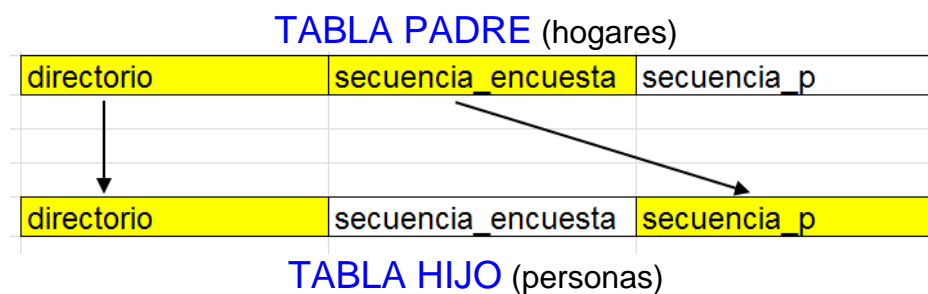 TABLA PADRE (hogares)
directorio secuencia_encuesta secuencia_p
directorio secuencia_encuesta secuencia_p
TABLA HIJO (personas)